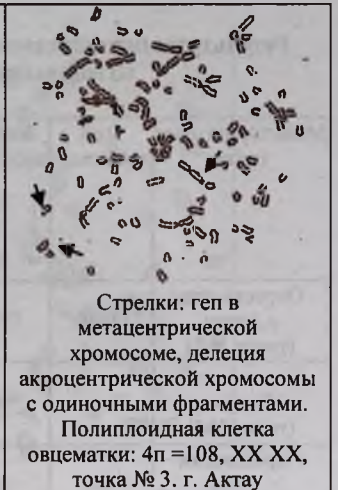 Стрелки: геп в
метацентрической
хромосоме, делеция
акроцентрической хромосомы
с одиночными фрагментами.
Полиплоидная клетка
овцематки: 4п =108, XX XX,
точка № 3. г. Актау